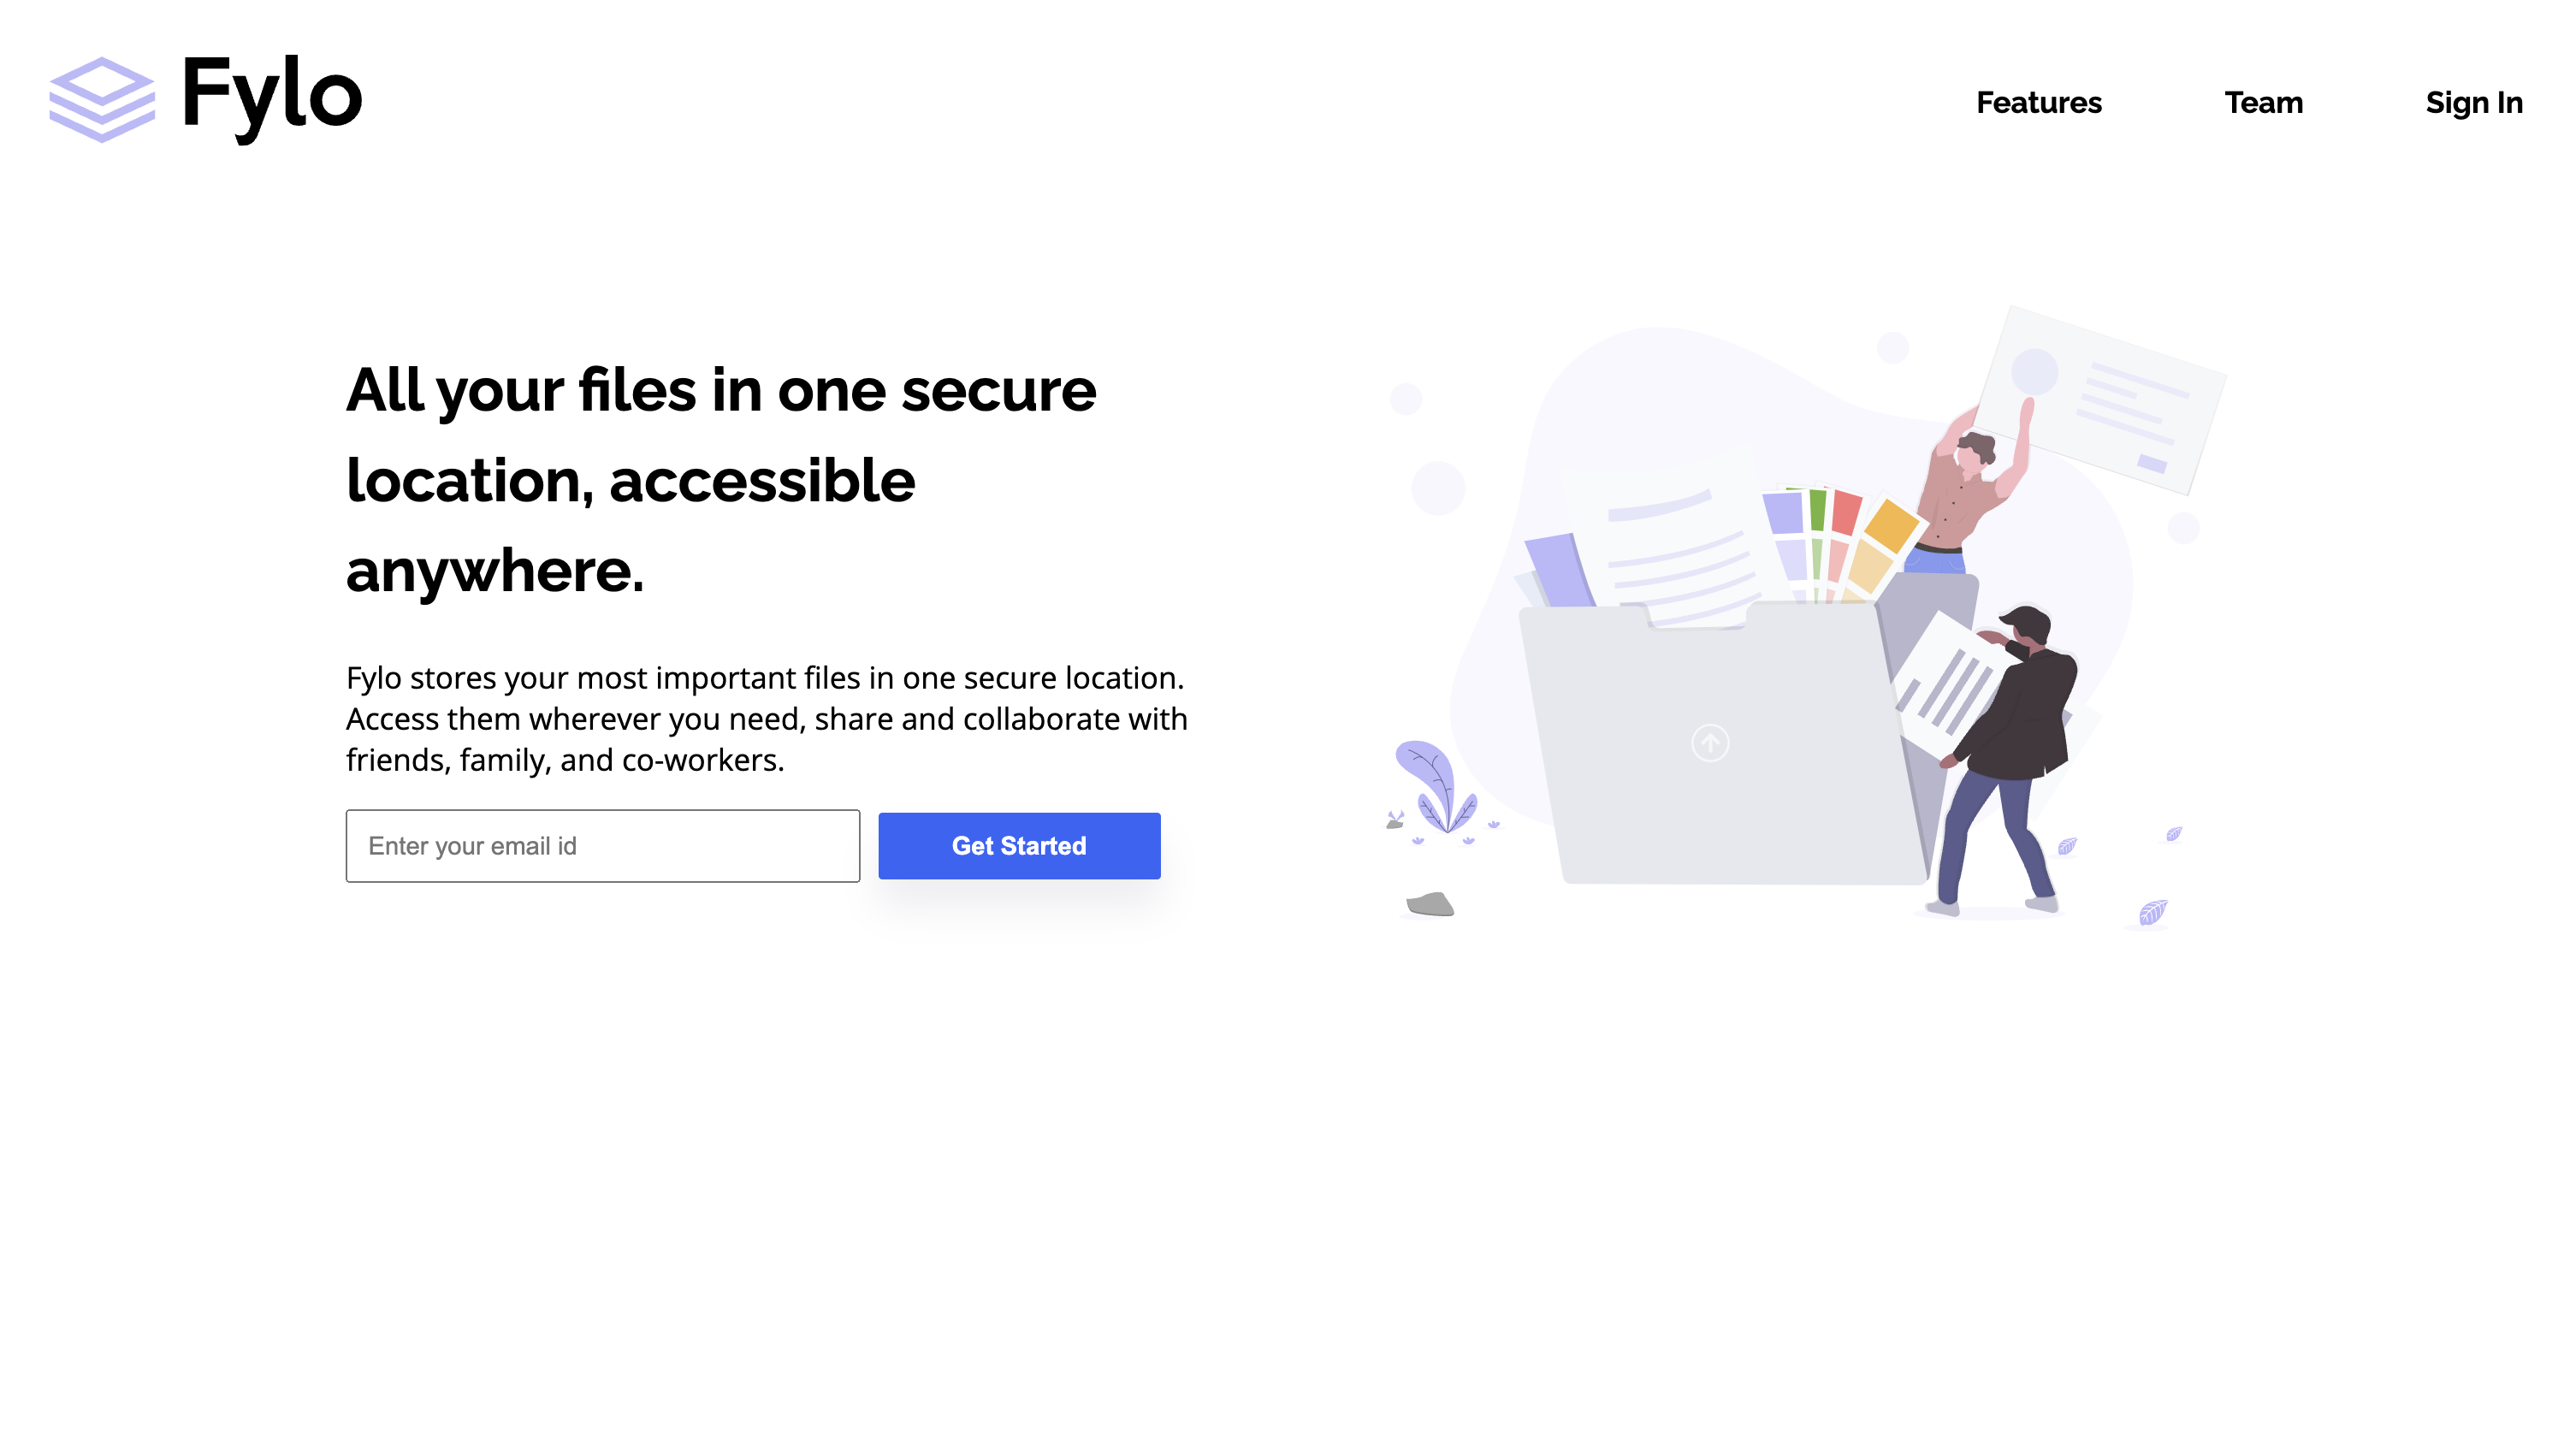 Fylo
Features
Team
Sign In
All your files in one secure
location, accessible
anywhere.
Fylo stores your most important files in one secure location.
Access them wherever you need, share and collaborate with
friends, family, and co-workers.
Enter your email id
Get Started